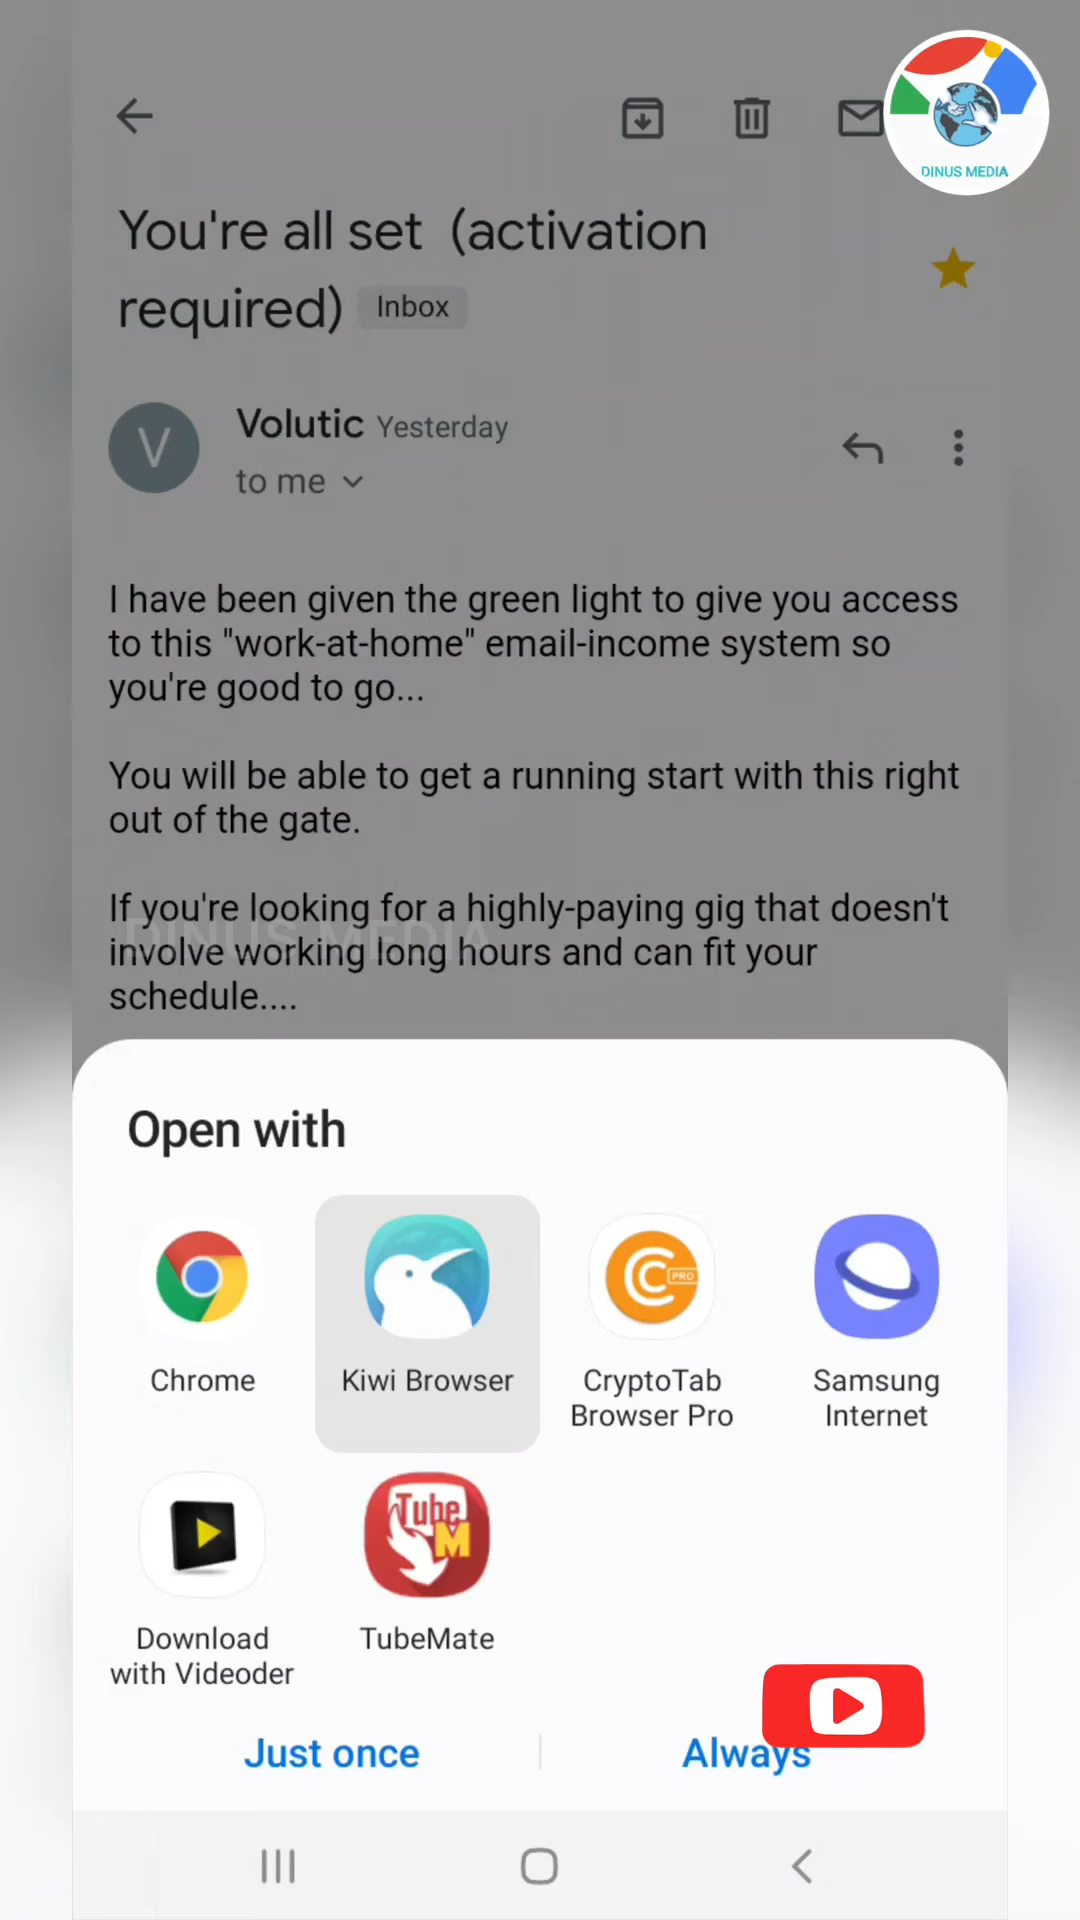 DINUS MEDIA
You're all set (activation
required) Inbox
V
Volutic Yesterday
to me
I have been given the green light to give you access
to this "work-at-home" email-income system so
you're good to go...
You will be able to get a running start with this right
out of the gate.
If you're looking for a highly-paying gig that doesn't
DINUS MEDIA
involve working long hours and can fit your
schedule....
Open with
C PRO
Tube
M
Chrome
Kiwi Browser
CryptoTab
Browser Pro
Samsung
Internet
Download
with Videoder
TubeMate
Just once
Always